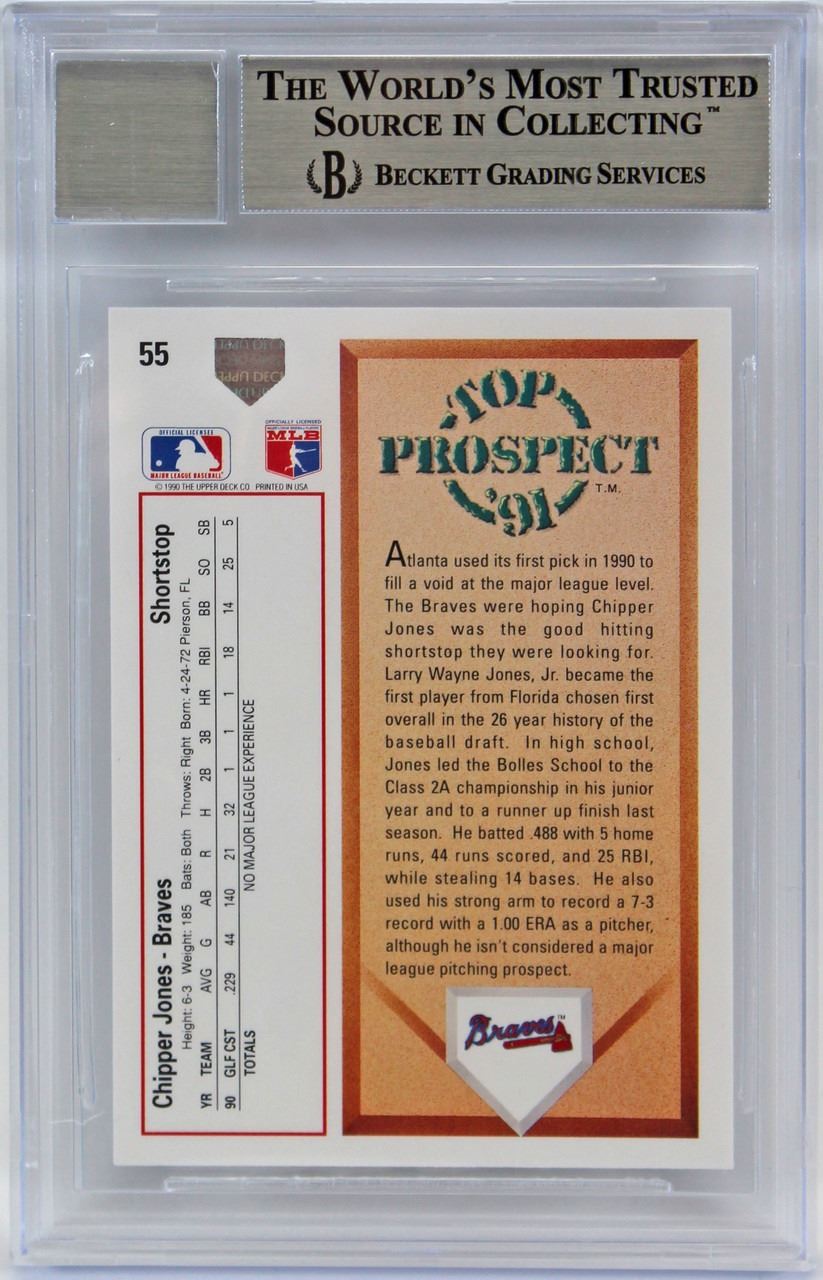 THE WORLD'S MOST TRUSTED
SOURCE IN COLLECTING™
B BECKETT GRADING SERVICES
55
OFFICIAL LICENSEE
MAJOR LEAGUE BASEBALL
OFFICIALLY LICENSED
MLB
© 1990 THE UPPER DECK CO. PRINTED IN USA
Chipper Jones - Braves Shortstop
Height: 6-3 Weight: 185 Bats: Both Throws: Right Born: 4-24-72 Pierson, FL
YR TEAM AVG G AB R H 2B 3B HR RBI BB SO SB
90 GLF CST .229 44 140 21 32 1 1 1 18 14 25 5
TOTALS NO MAJOR LEAGUE EXPERIENCE
TOP
PROSPECT
'91 T.M.
Atlanta used its first pick in 1990 to
fill a void at the major league level.
The Braves were hoping Chipper
Jones was the good hitting
shortstop they were looking for.
Larry Wayne Jones, Jr. became the
first player from Florida chosen first
overall in the 26 year history of the
baseball draft. In high school,
Jones led the Bolles School to the
Class 2A championship in his junior
year and to a runner up finish last
season. He batted .488 with 5 home
runs, 44 runs scored, and 25 RBI,
while stealing 14 bases. He also
used his strong arm to record a 7-3
record with a 1.00 ERA as a pitcher,
although he isn't considered a major
league pitching prospect.
Braves™